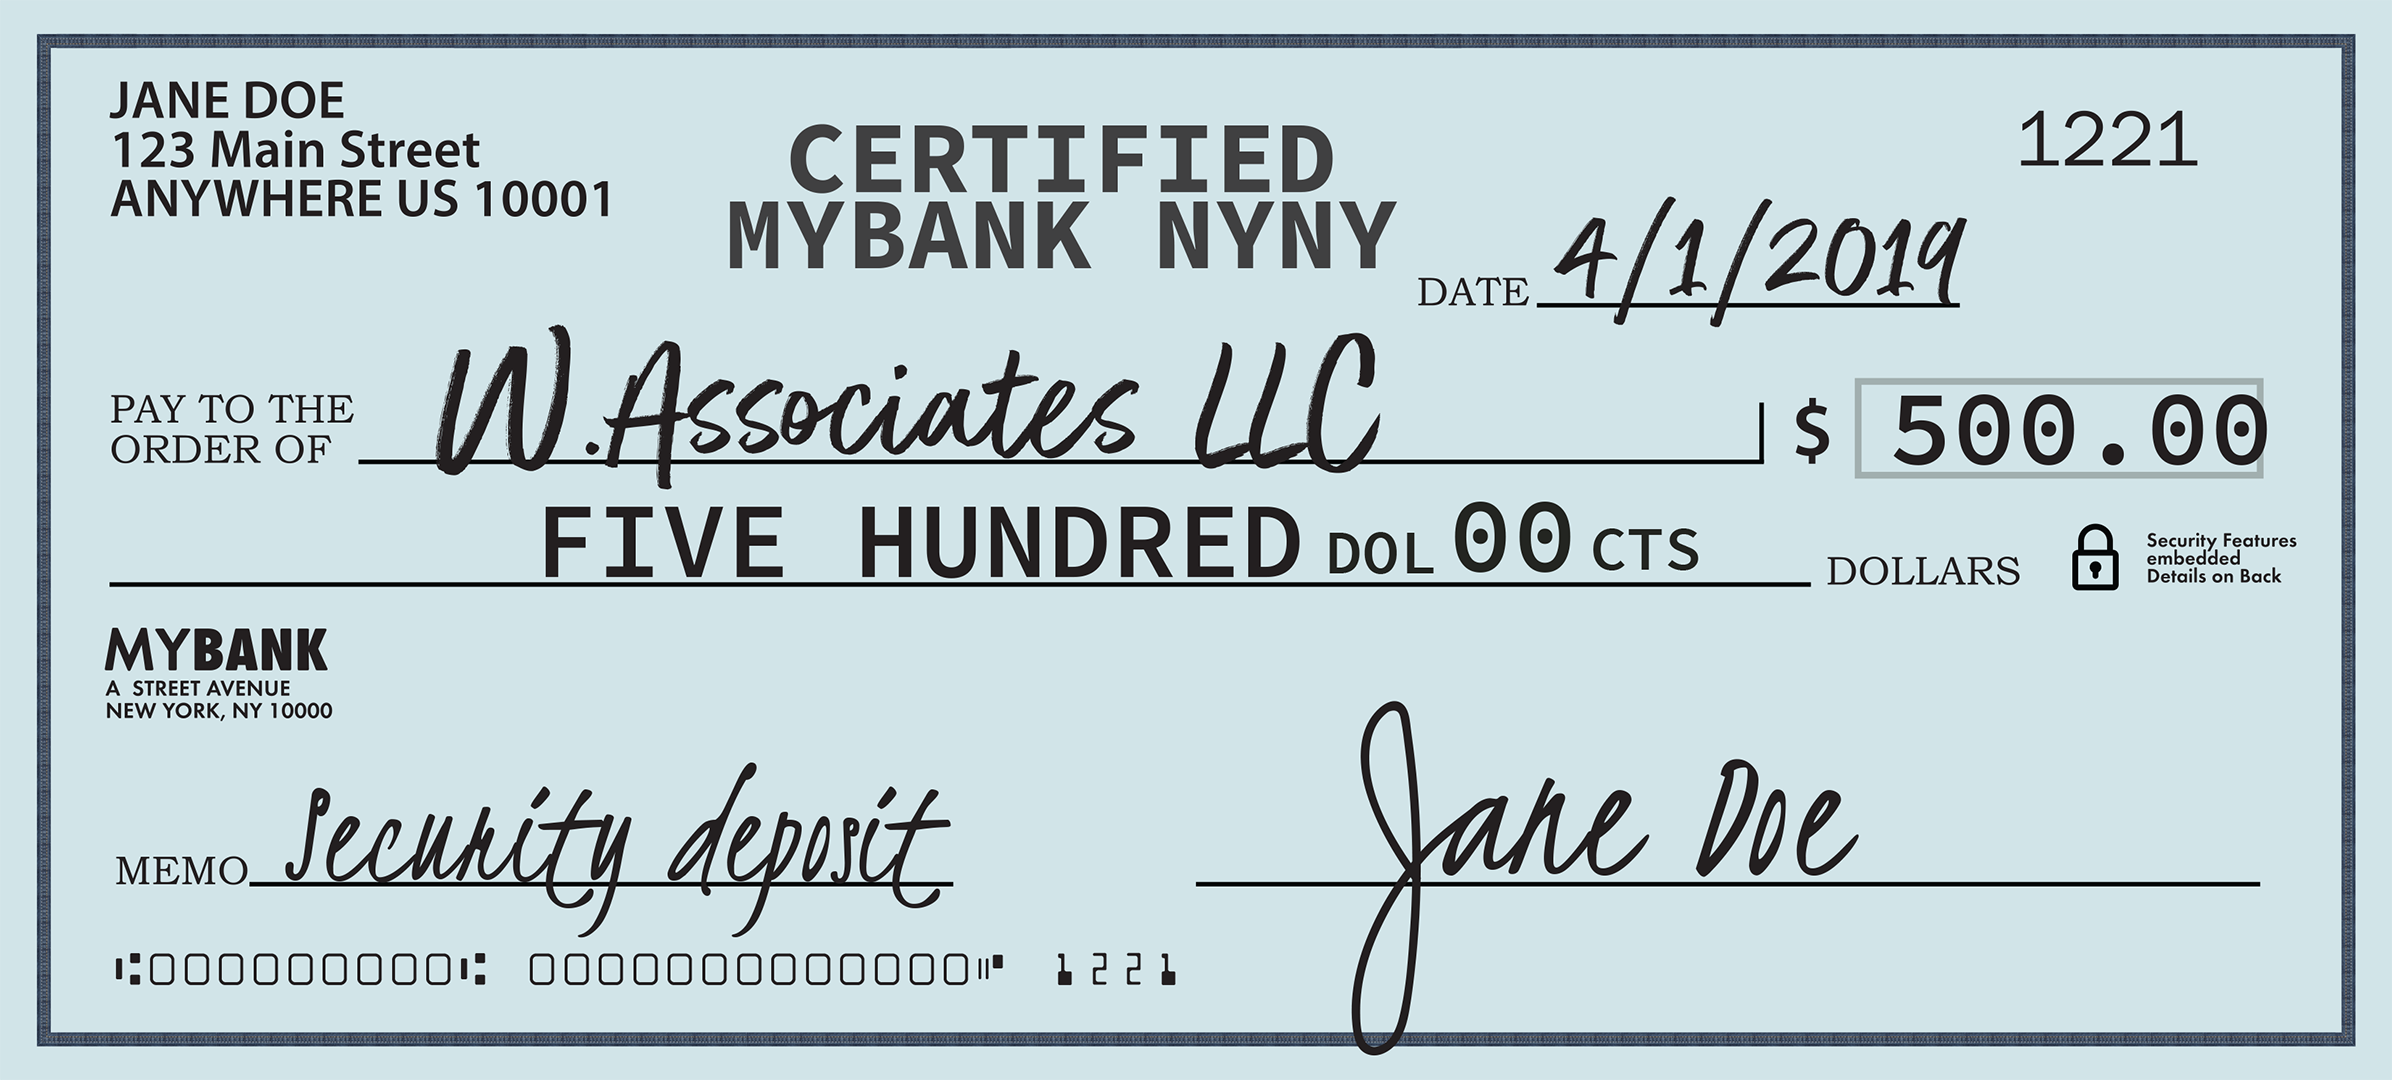 JANE DOE
123 Main Street
ANYWHERE US 10001
CERTIFIED
MYBANK NYNY
1221
DATE 4/1/2019
PAY TO THE
ORDER OF W.Associates LLC $ 500.00
FIVE HUNDRED DOL 00 CTS DOLLARS
Security Features
embedded
Details on Back
MYBANK
A STREET AVENUE
NEW YORK, NY 10000
MEMO Security deposit
Jane Doe
⑆000000000⑆ 0000000000000⑈ 1221